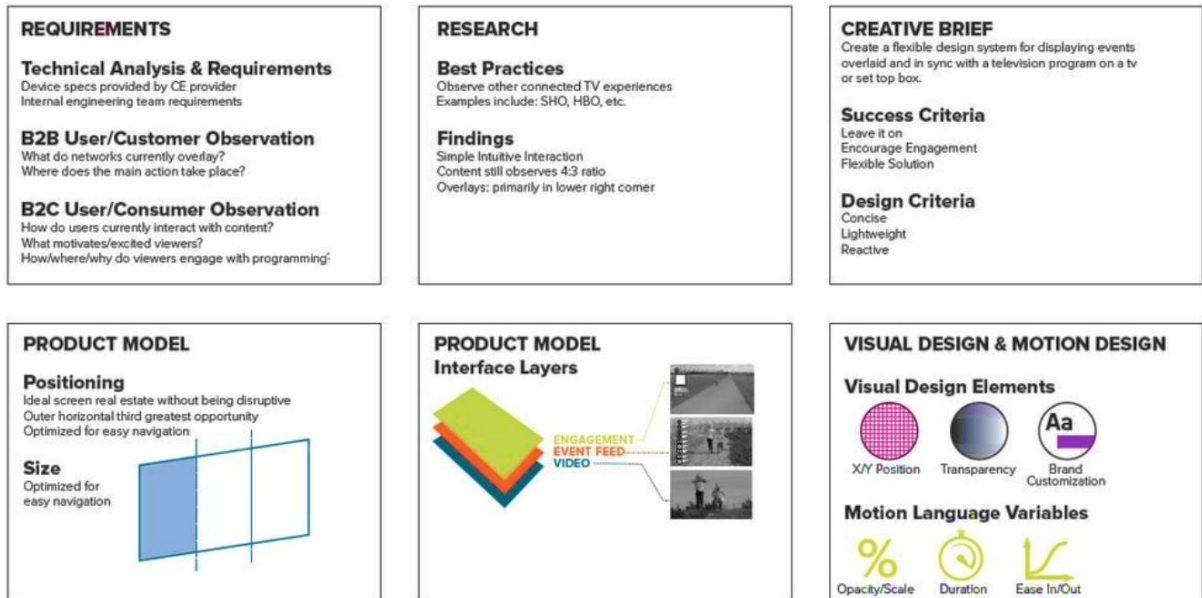 REQUIREMENTS
Technical Analysis & Requirements
Device specs provided by CE provider
Internal engineering team requirements
B2B User/Customer Observation
What do networks currently overlay?
Where does the main action take place?
B2C User/Consumer Observation
How do users currently interact with content?
What motivates/excited viewers?
How/where/why do viewers engage with programming?
RESEARCH
Best Practices
Observe other connected TV experiences
Examples include: SHO, HBO, etc.
Findings
Simple Intuitive Interaction
Content still observes 4:3 ratio
Overlays: primarily in lower right corner
CREATIVE BRIEF
Create a flexible design system for displaying events
overlaid and in sync with a television program on a tv
or set top box.
Success Criteria
Leave it on
Encourage Engagement
Flexible Solution
Design Criteria
Concise
Lightweight
Reactive
PRODUCT MODEL
Positioning
Ideal screen real estate without being disruptive
Outer horizontal third greatest opportunity
Optimized for easy navigation
Size
Optimized for
easy navigation
PRODUCT MODEL
Interface Layers
ENGAGEMENT
EVENT FEED
VIDEO
VISUAL DESIGN & MOTION DESIGN
Visual Design Elements
Aa
X/Y Position
Transparency
Brand
Customization
Motion Language Variables
%
Opacity/Scale
Duration
Ease In/Out